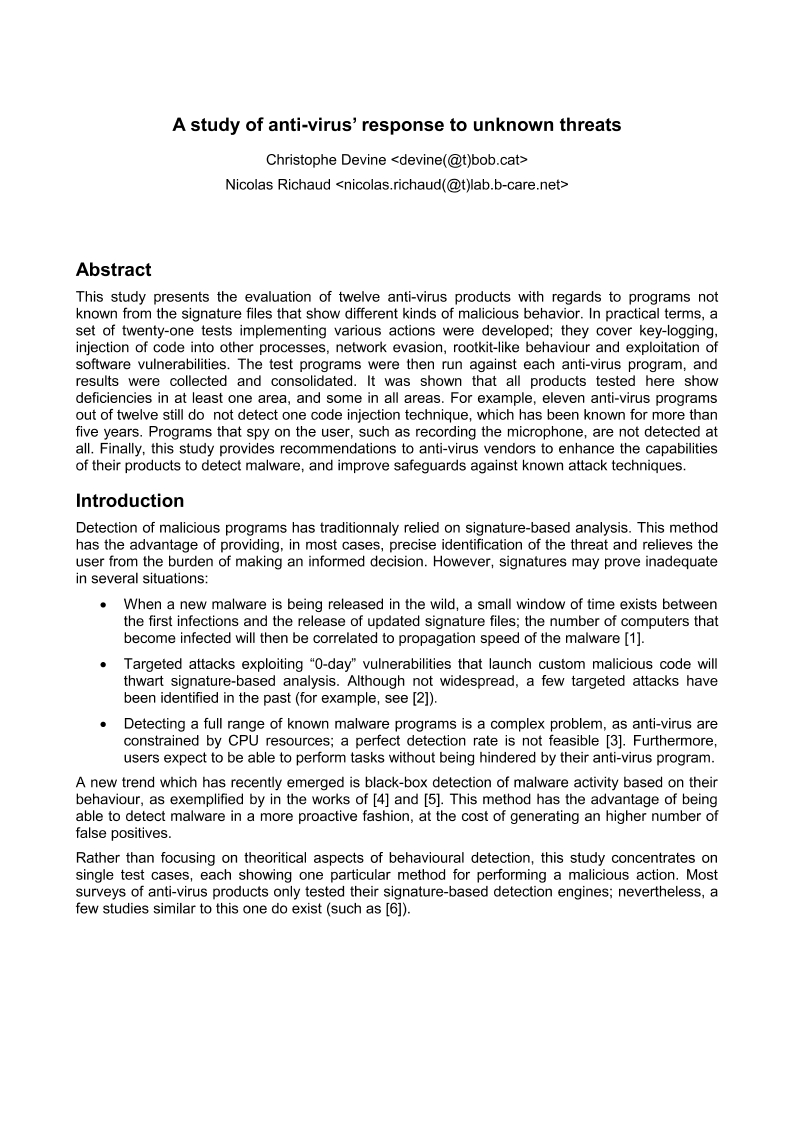 A study of anti-virus’ response to unknown threats
Christophe Devine <devine(@t)bob.cat>
Nicolas Richaud <nicolas.richaud(@t)lab.b-care.net>
Abstract
This study presents the evaluation of twelve anti-virus products with regards to programs not
known from the signature files that show different kinds of malicious behavior. In practical terms, a
set of twenty-one tests implementing various actions were developed; they cover key-logging,
injection of code into other processes, network evasion, rootkit-like behaviour and exploitation of
software vulnerabilities. The test programs were then run against each anti-virus program, and
results were collected and consolidated. It was shown that all products tested here show
deficiencies in at least one area, and some in all areas. For example, eleven anti-virus programs
out of twelve still do  not detect one code injection technique, which has been known for more than
five years. Programs that spy on the user, such as recording the microphone, are not detected at
all. Finally, this study provides recommendations to anti-virus vendors to enhance the capabilities
of their products to detect malware, and improve safeguards against known attack techniques.
Introduction
Detection of malicious programs has traditionnaly relied on signature-based analysis. This method
has the advantage of providing, in most cases, precise identification of the threat and relieves the
user from the burden of making an informed decision. However, signatures may prove inadequate
in several situations:
• When a new malware is being released in the wild, a small window of time exists between
the first infections and the release of updated signature files; the number of computers that
become infected will then be correlated to propagation speed of the malware [1].
• Targeted attacks exploiting “0-day” vulnerabilities that launch custom malicious code will
thwart signature-based analysis. Although not widespread, a few targeted attacks have
been identified in the past (for example, see [2]).
• Detecting a full range of known malware programs is a complex problem, as anti-virus are
constrained by CPU resources; a perfect detection rate is not feasible [3]. Furthermore,
users expect to be able to perform tasks without being hindered by their anti-virus program.
A new trend which has recently emerged is black-box detection of malware activity based on their
behaviour, as exemplified by in the works of [4] and [5]. This method has the advantage of being
able to detect malware in a more proactive fashion, at the cost of generating an higher number of
false positives.
Rather than focusing on theoritical aspects of behavioural detection, this study concentrates on
single test cases, each showing one particular method for performing a malicious action. Most
surveys of anti-virus products only tested their signature-based detection engines; nevertheless, a
few studies similar to this one do exist (such as [6]).